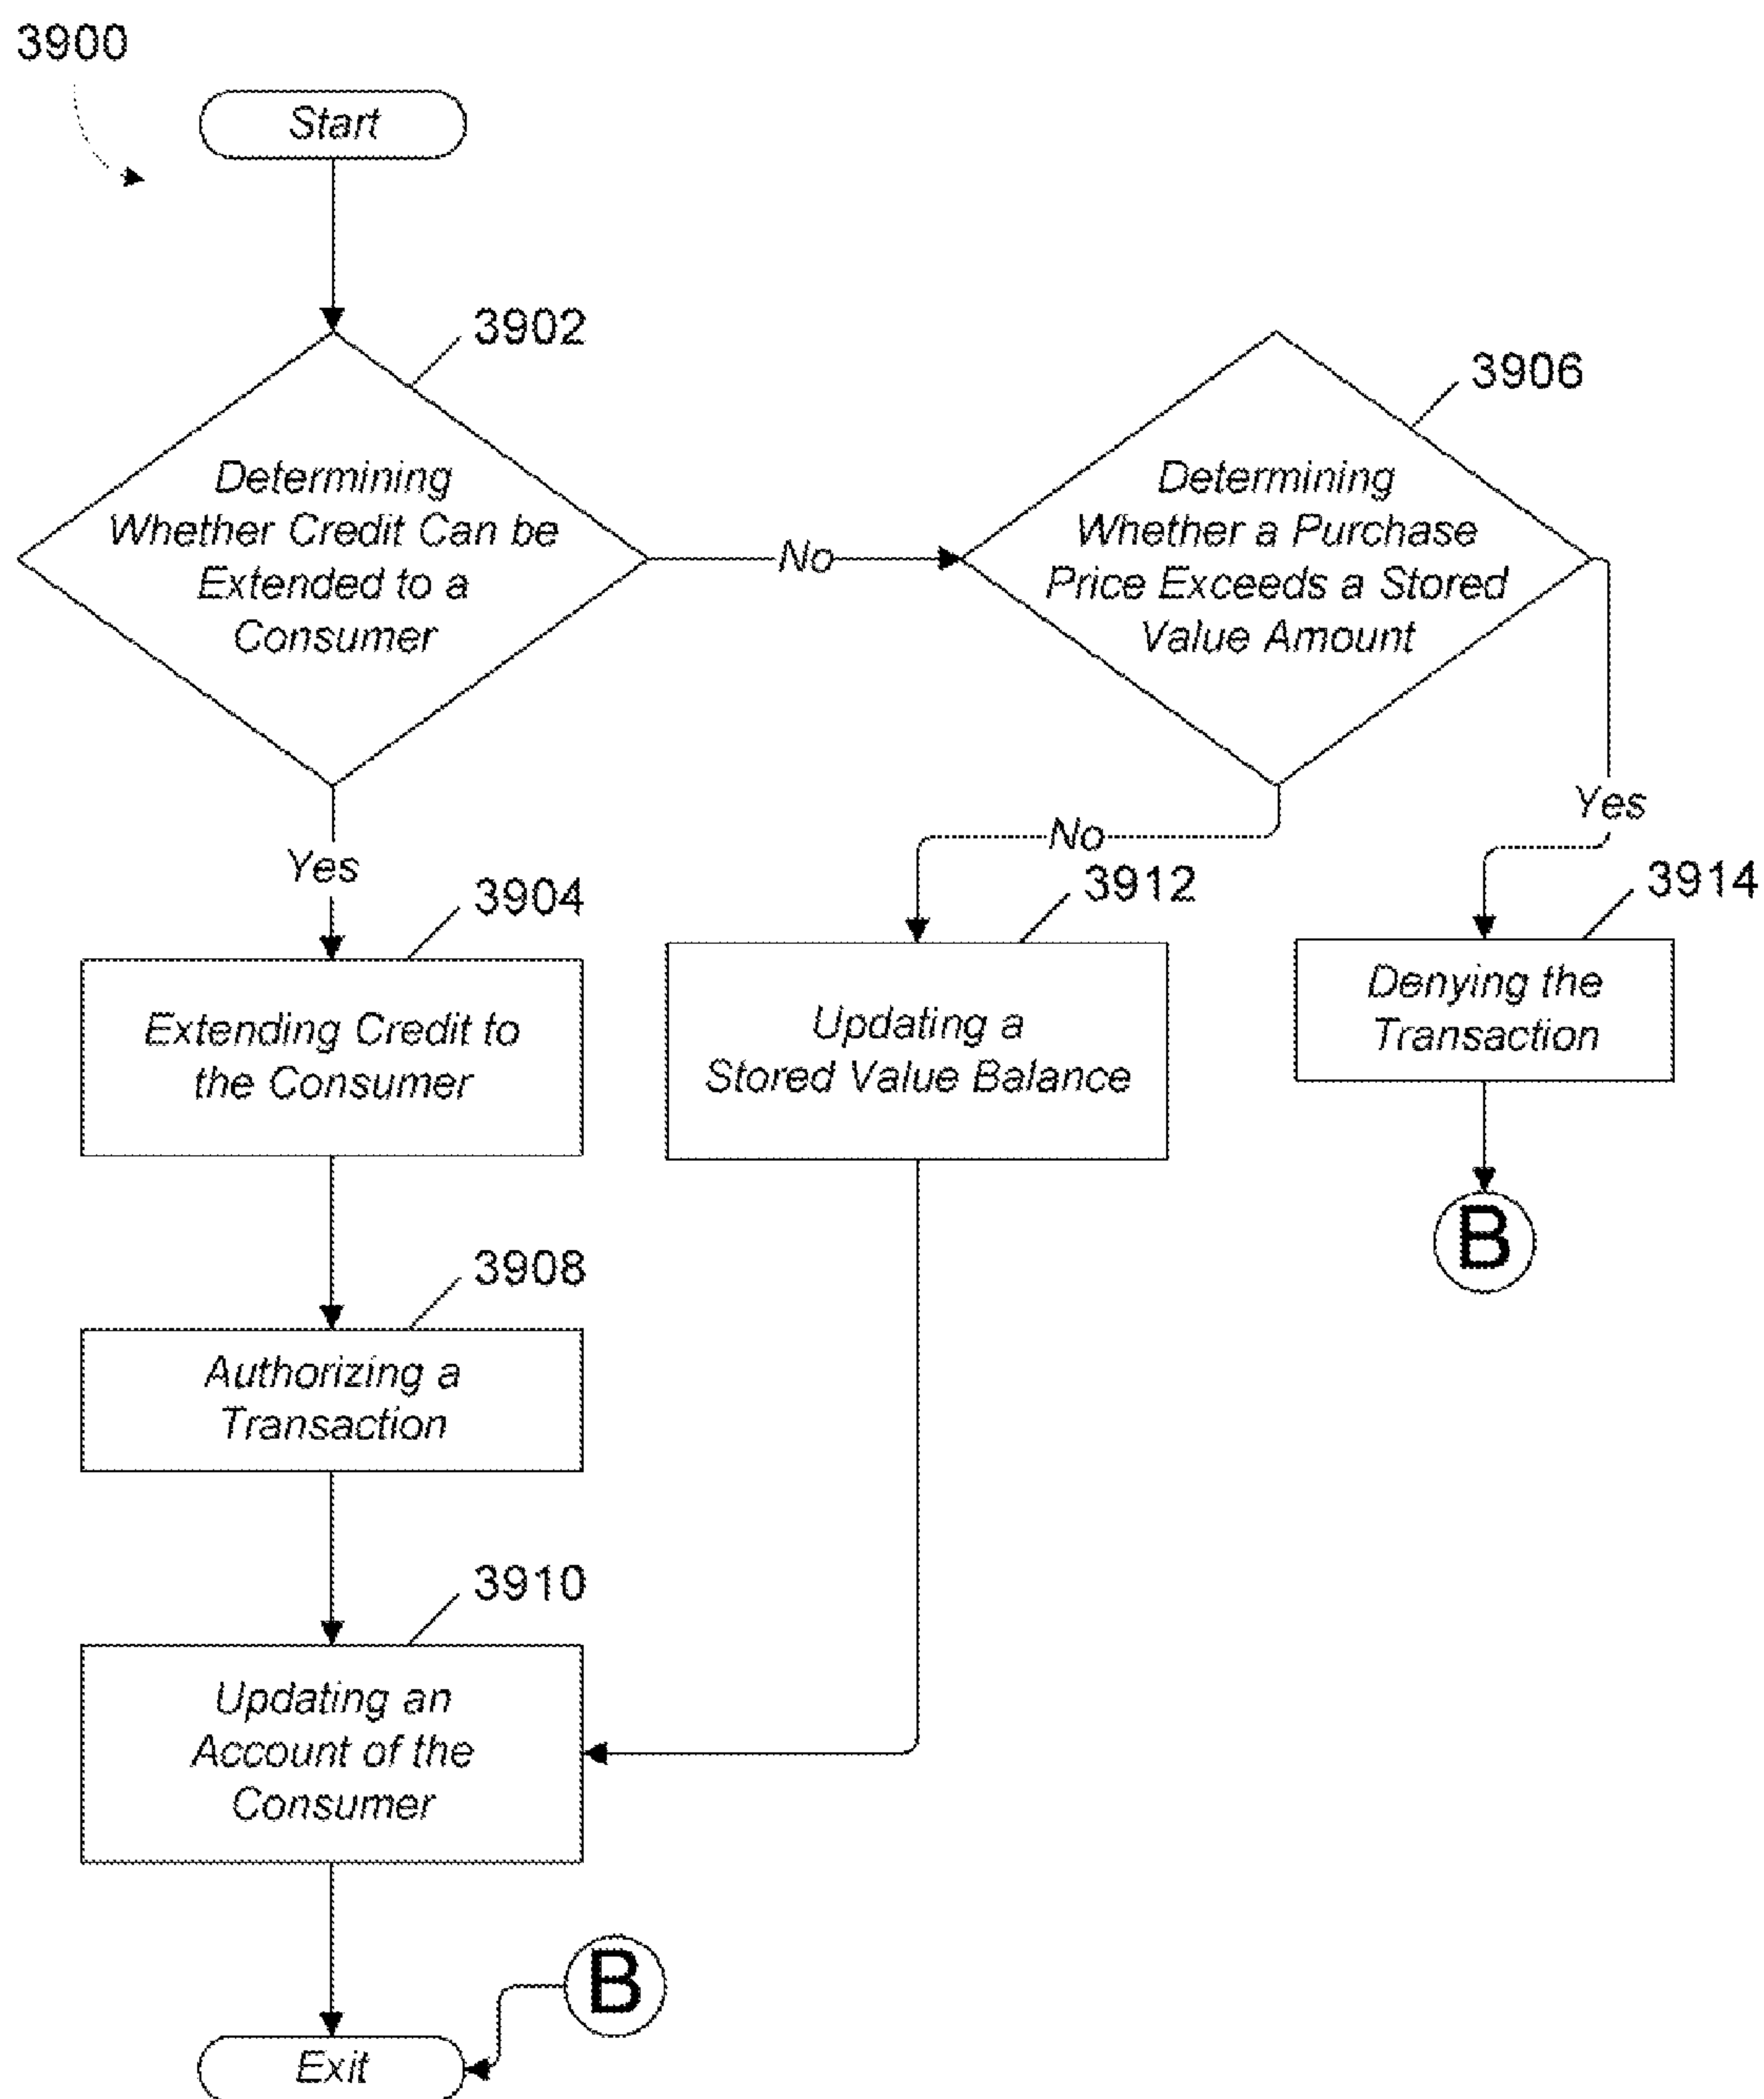 3900
Start
3902
Determining
Whether Credit Can be
Extended to a
Consumer
No
3906
Determining
Whether a Purchase
Price Exceeds a Stored
Value Amount
Yes
No
Yes
3904
Extending Credit to
the Consumer
3912
Updating a
Stored Value Balance
3914
Denying the
Transaction
B
3908
Authorizing a
Transaction
3910
Updating an
Account of the
Consumer
B
Exit